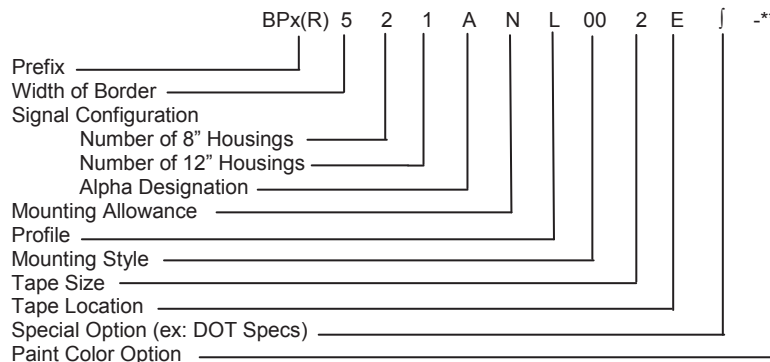 BPx(R) 5 2 1 A N L 00 2 E ∫ -*
Prefix
Width of Border
Signal Configuration
Number of 8” Housings
Number of 12” Housings
Alpha Designation
Mounting Allowance
Profile
Mounting Style
Tape Size
Tape Location
Special Option (ex: DOT Specs)
Paint Color Option